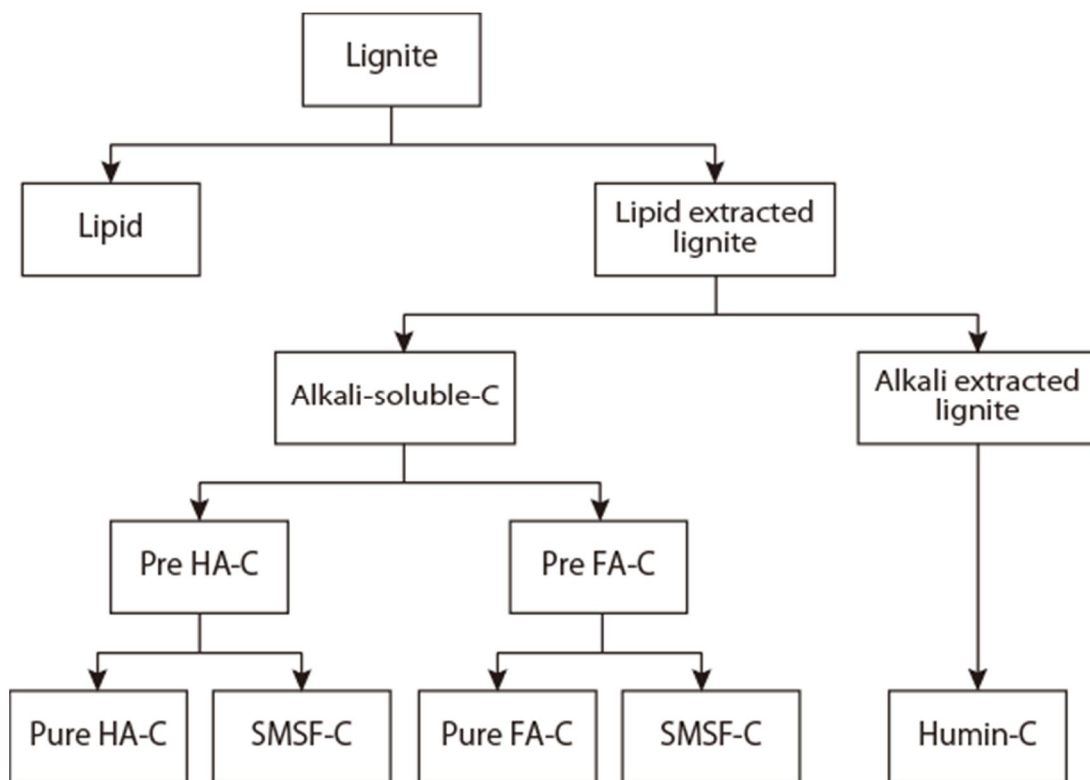 Lignite
Lipid
Lipid extracted
lignite
Alkali-soluble-C
Alkali extracted
lignite
Pre HA-C
Pre FA-C
Pure HA-C
SMSF-C
Pure FA-C
SMSF-C
Humin-C